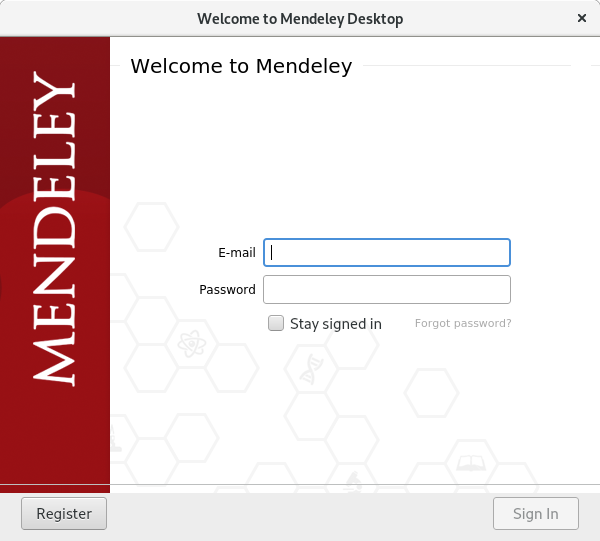 Welcome to Mendeley Desktop
MENDELEY
Welcome to Mendeley
E-mail
Password
Stay signed in
Forgot password?
Register
Sign In